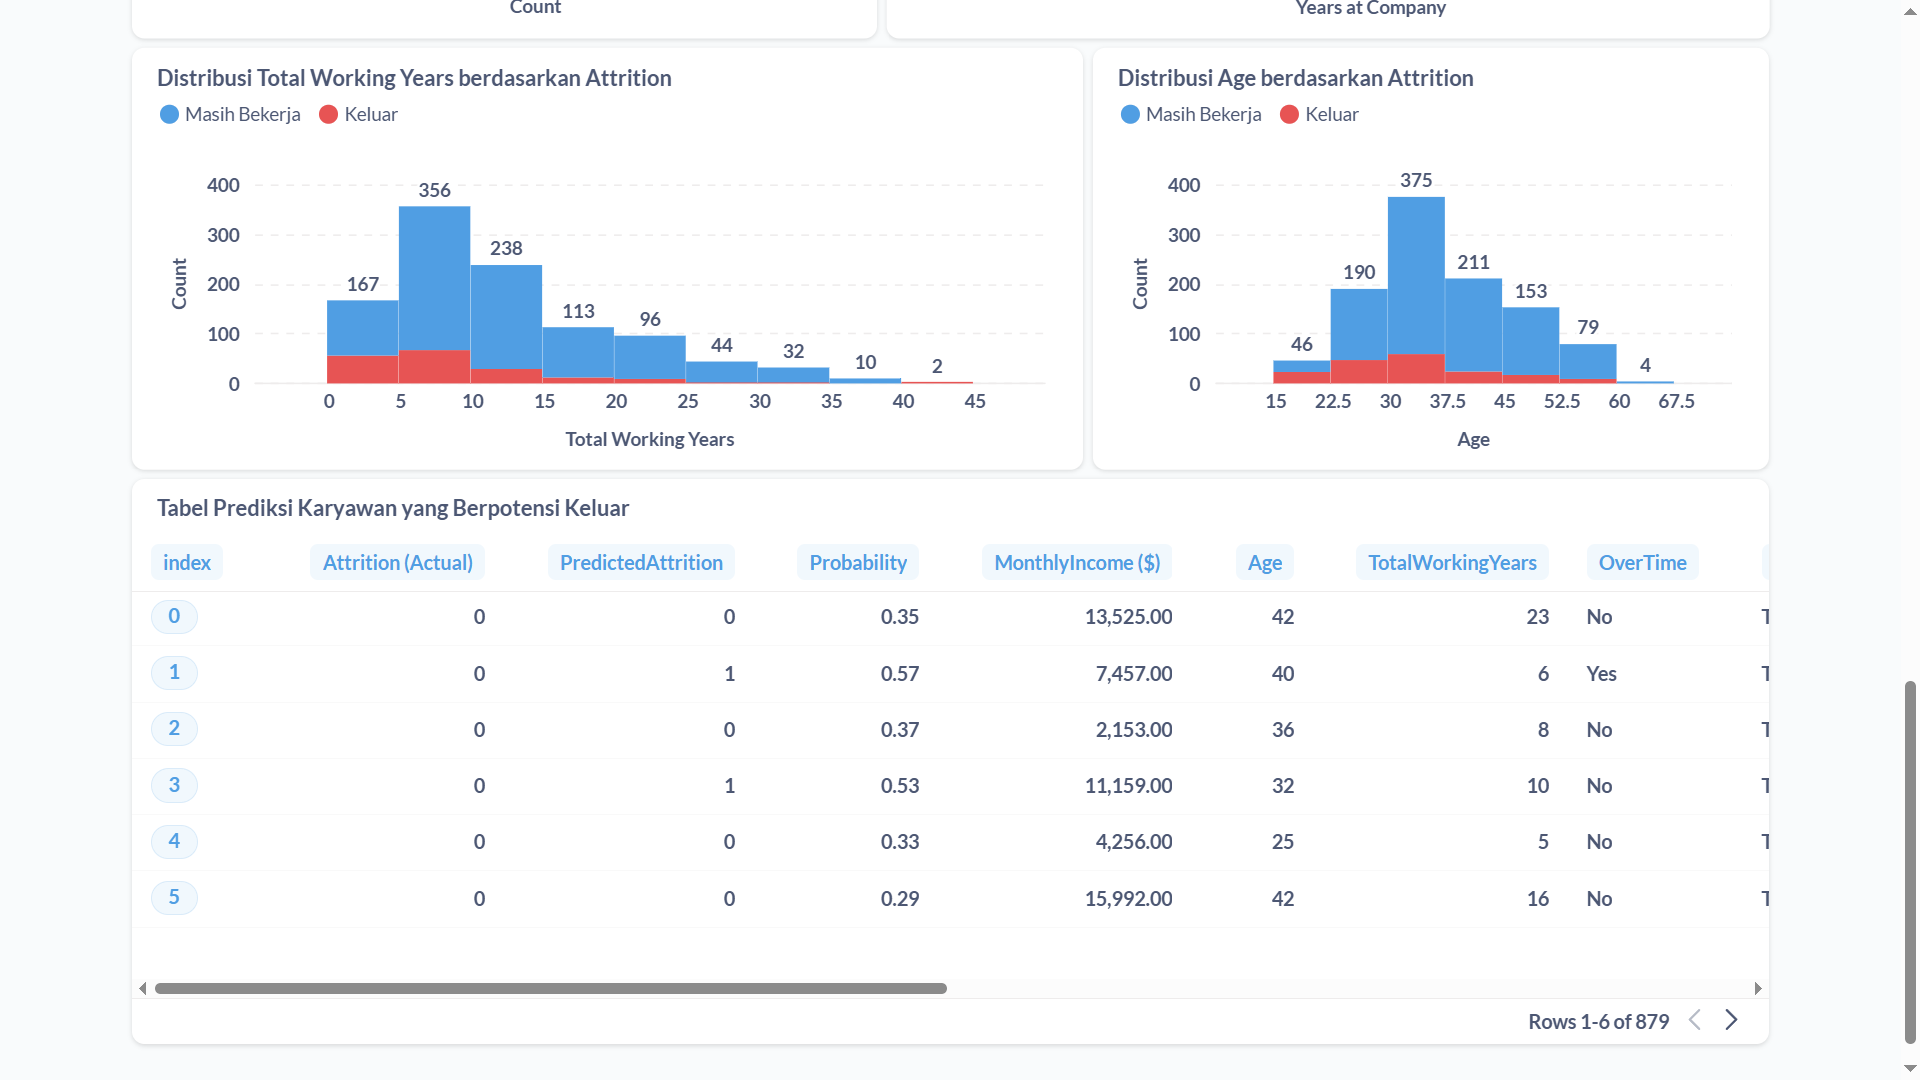 Count
Years at Company
Distribusi Total Working Years berdasarkan Attrition
Masih Bekerja Keluar
400
300
200
100
0
Count
167
356
238
113
96
44
32
10
2
0 5 10 15 20 25 30 35 40 45
Total Working Years
Distribusi Age berdasarkan Attrition
Masih Bekerja Keluar
400
300
200
100
0
Count
46
190
375
211
153
79
4
15 22.5 30 37.5 45 52.5 60 67.5
Age
Tabel Prediksi Karyawan yang Berpotensi Keluar
index Attrition (Actual) PredictedAttrition Probability MonthlyIncome ($) Age TotalWorkingYears OverTime
0 0 0 0.35 13,525.00 42 23 No T
1 0 1 0.57 7,457.00 40 6 Yes T
2 0 0 0.37 2,153.00 36 8 No T
3 0 1 0.53 11,159.00 32 10 No T
4 0 0 0.33 4,256.00 25 5 No T
5 0 0 0.29 15,992.00 42 16 No T
Rows 1-6 of 879